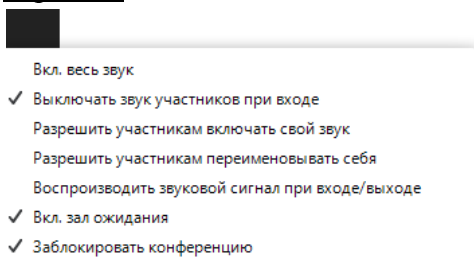 Вкл. весь звук
Выключать звук участников при входе
Разрешить участникам включать свой звук
Разрешить участникам переименовывать себя
Воспроизводить звуковой сигнал при входе/выходе
Вкл. зал ожидания
Заблокировать конференцию